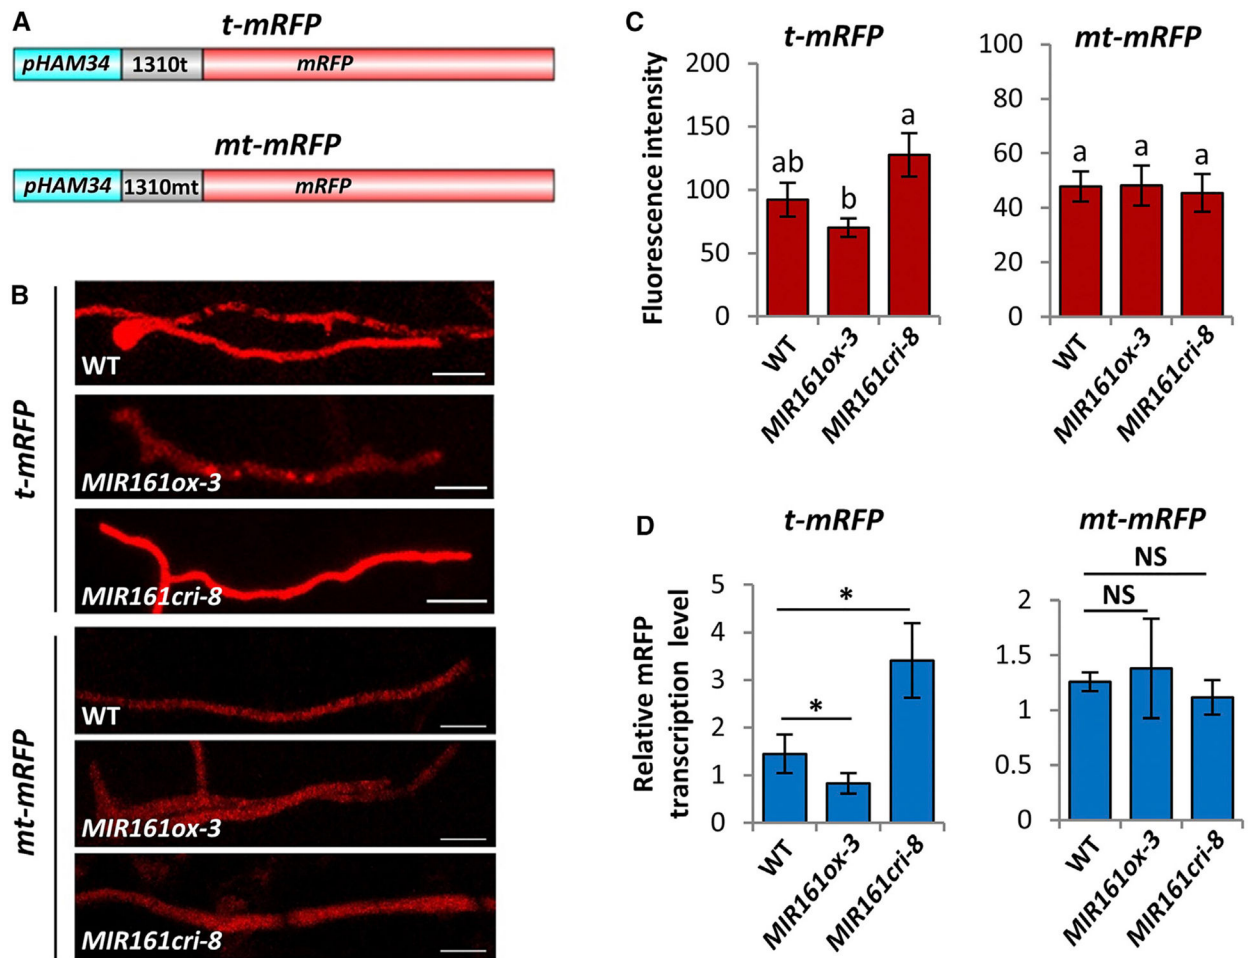 A
t-mRFP
pHAM34 1310t mRFP
mt-mRFP
pHAM34 1310mt mRFP
B
t-mRFP
WT
MIR161ox-3
MIR161cri-8
mt-mRFP
WT
MIR161ox-3
MIR161cri-8
C
t-mRFP
Fluorescence intensity
200
150
100
50
0
ab
b
a
WT
MIR161ox-3
MIR161cri-8
mt-mRFP
100
80
60
40
20
0
a
a
a
WT
MIR161ox-3
MIR161cri-8
D
t-mRFP
Relative mRFP
transcription level
5
4
3
2
1
0
*
*
WT
MIR161ox-3
MIR161cri-8
mt-mRFP
NS
NS
2
1.5
1
0.5
0
WT
MIR161ox-3
MIR161cri-8